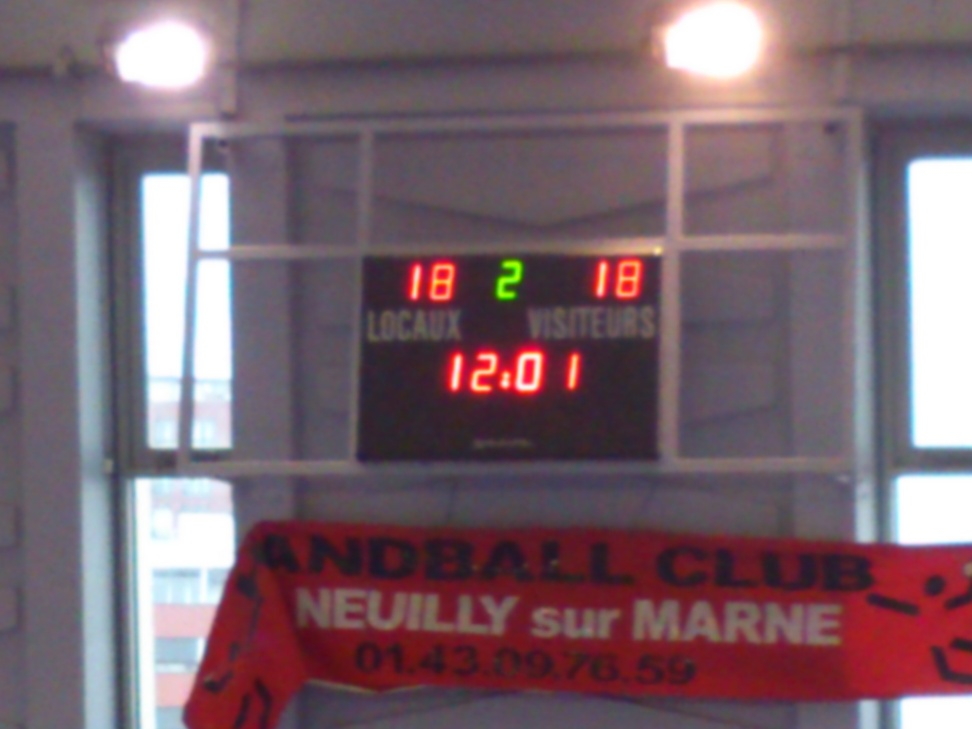 18 2 18
LOCAUX VISITEURS
12:01
ANDBALL CLUB
NEUILLY sur MARNE
01.43.09.76.59